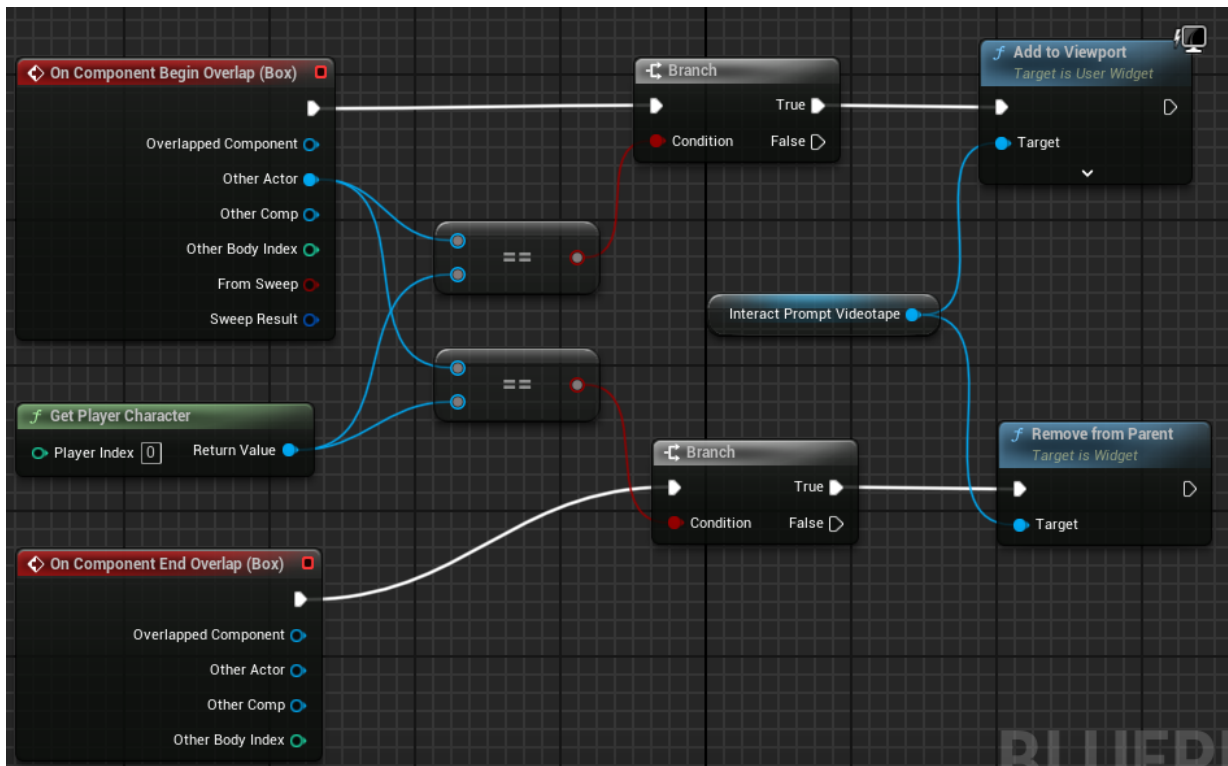 On Component Begin Overlap (Box)
Overlapped Component
Other Actor
Other Comp
Other Body Index
From Sweep
Sweep Result
Branch
Condition
True
False
Add to Viewport
Target is User Widget
Target
==
Interact Prompt Videotape
==
Get Player Character
Player Index 0
Return Value
Branch
Condition
True
False
Remove from Parent
Target is Widget
Target
On Component End Overlap (Box)
Overlapped Component
Other Actor
Other Comp
Other Body Index